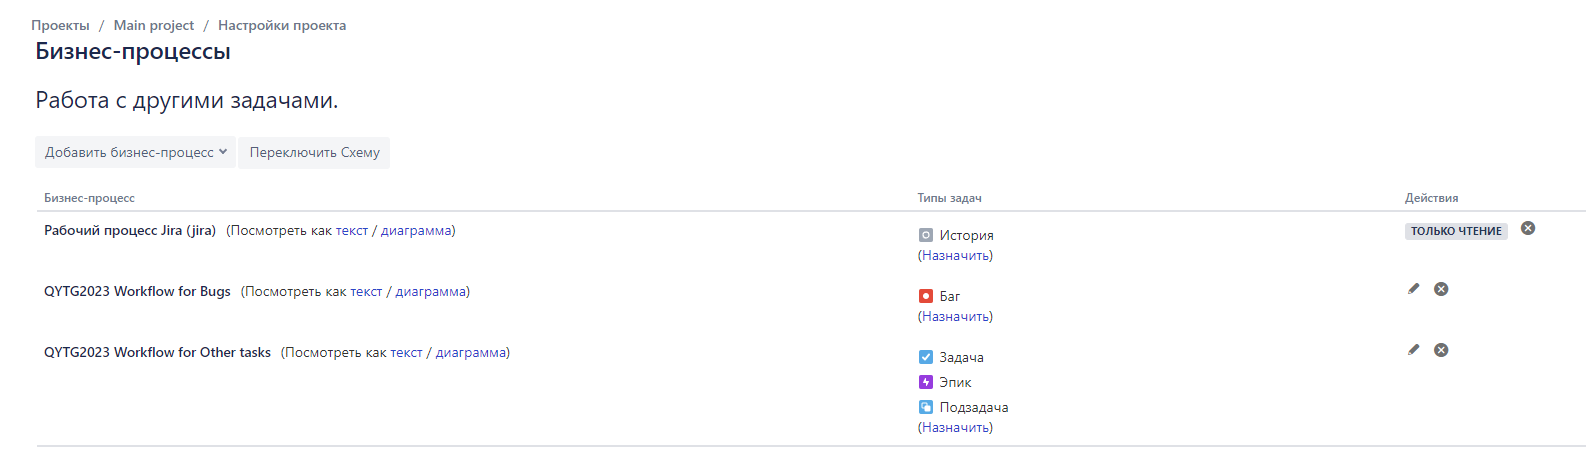 Проекты / Main project / Настройки проекта
Бизнес-процессы
Работа с другими задачами.
Добавить бизнес-процесс Переключить Схему
Бизнес-процесс Типы задач Действия
Рабочий процесс Jira (jira) (Посмотреть как текст / диаграмма) История ТОЛЬКО ЧТЕНИЕ
(Назначить)
QYTG2023 Workflow for Bugs (Посмотреть как текст / диаграмма) Баг
(Назначить)
QYTG2023 Workflow for Other tasks (Посмотреть как текст / диаграмма) Задача
Эпик
Подзадача
(Назначить)